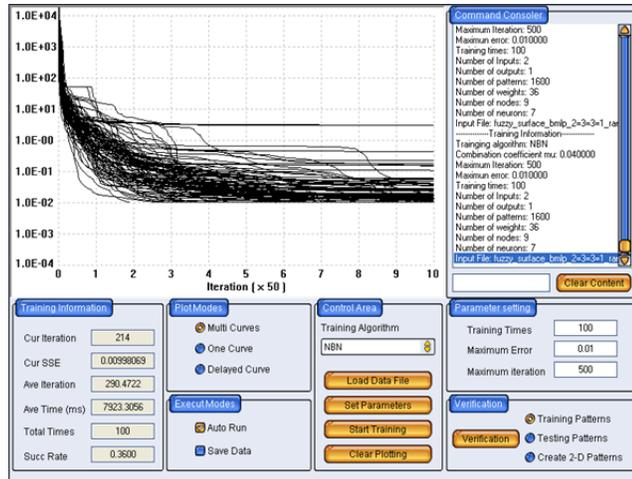 1.0E+04
1.0E+03
1.0E+02
1.0E+01
1.0E-00
1.0E-01
1.0E-02
1.0E-03
1.0E-04
0 1 2 3 4 5 6 7 8 9 10
Iteration ( × 50 )
Command Consoler
Maximum Iteration: 500
Maximun error: 0.010000
Training times: 100
Number of Inputs: 2
Number of outputs: 1
Number of patterns: 1600
Number of weights: 36
Number of nodes: 9
Number of neurons: 7
Input File: fuzzy_surface_bmlp_2=3=3=1_rar
--------------Training Information--------------
Trainging algorithm: NBN
Combination coefficient mu: 0.040000
Maximum Iteration: 500
Maximun error: 0.010000
Training times: 100
Number of Inputs: 2
Number of outputs: 1
Number of patterns: 1600
Number of weights: 36
Number of nodes: 9
Number of neurons: 7
Input File: fuzzy_surface_bmlp_2=3=3=1_rar
Clear Content
Training Information
Cur Iteration 214
Cur SSE 0.00998069
Ave Iteration 290.4722
Ave Time (ms) 7923.3056
Total Times 100
Succ Rate 0.3600
Plot Modes
Multi Curves
One Curve
Delayed Curve
Execut Modes
Auto Run
Save Data
Control Area
Training Algorithm
NBN
Load Data File
Set Parameters
Start Training
Clear Plotting
Parameter setting
Training Times 100
Maximum Error 0.01
Maximum iteration 500
Verification
Verification
Training Patterns
Testing Patterns
Create 2-D Patterns